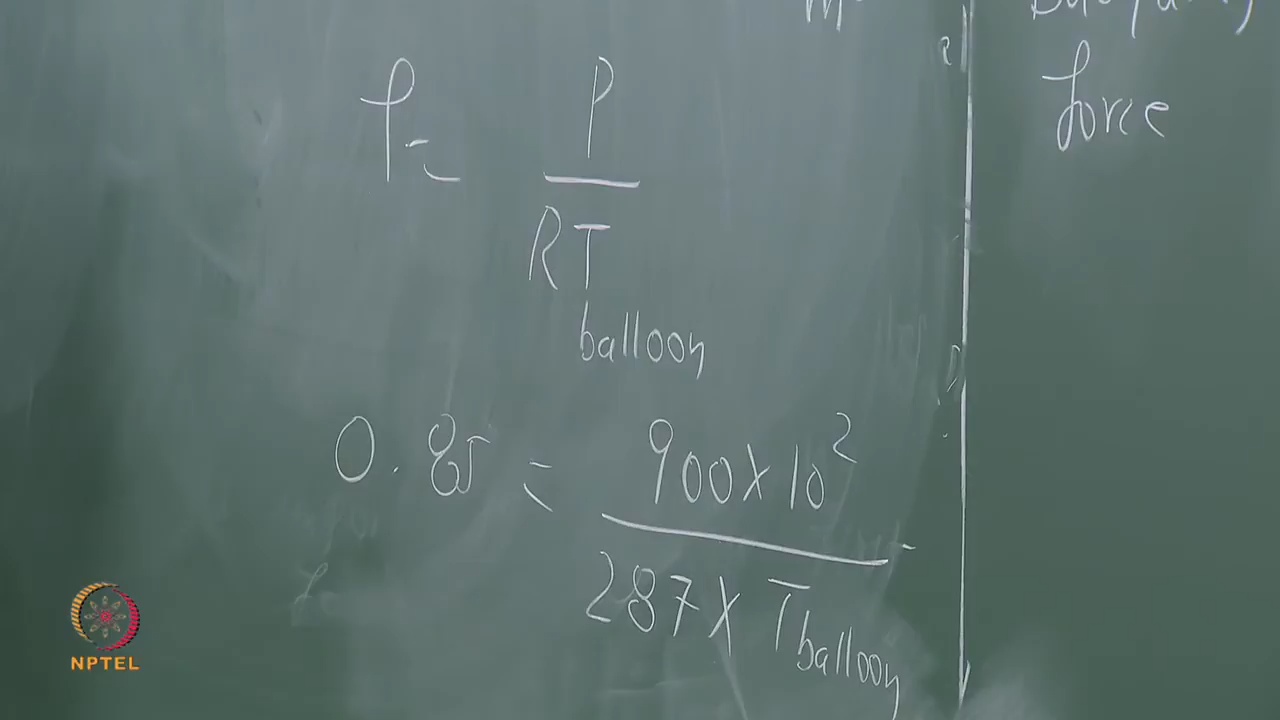 force
ρ = P
RT balloon
0.85 = 900 X 10²
287 X T balloon
NPTEL